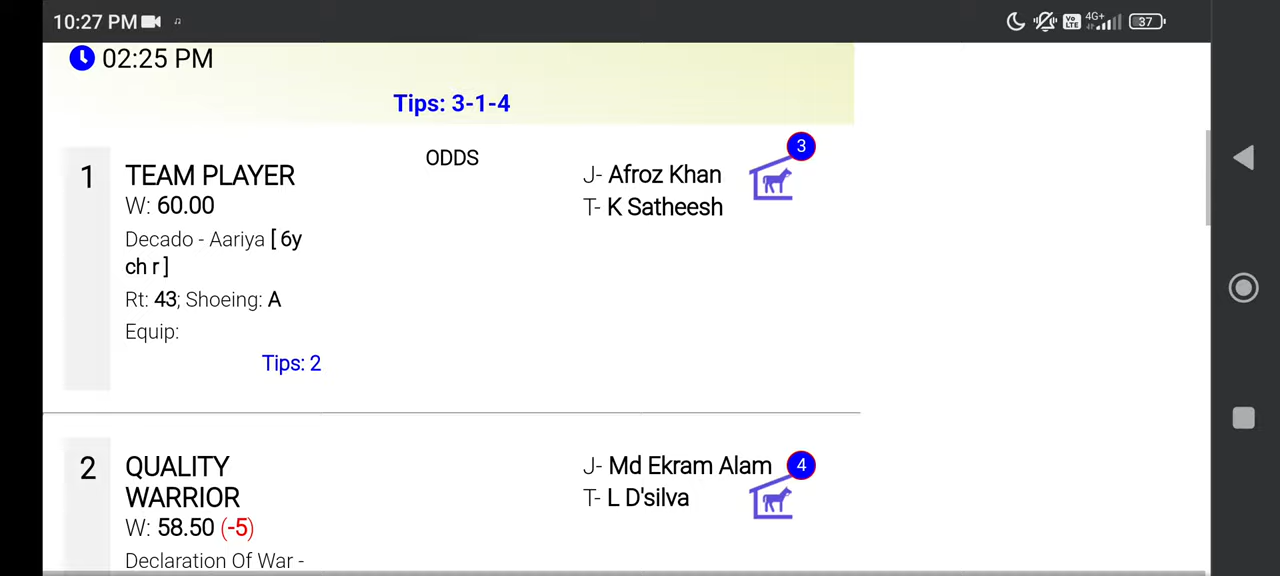 10:27 PM
4G+
Vo LTE
37
02:25 PM
Tips: 3-1-4
ODDS
1
TEAM PLAYER
W: 60.00
Decado - Aariya [ 6y
ch r ]
Rt: 43; Shoeing: A
Equip:
Tips: 2
J- Afroz Khan
T- K Satheesh
3
2
QUALITY
WARRIOR
W: 58.50 (-5)
Declaration Of War -
J- Md Ekram Alam
T- L D'silva
4